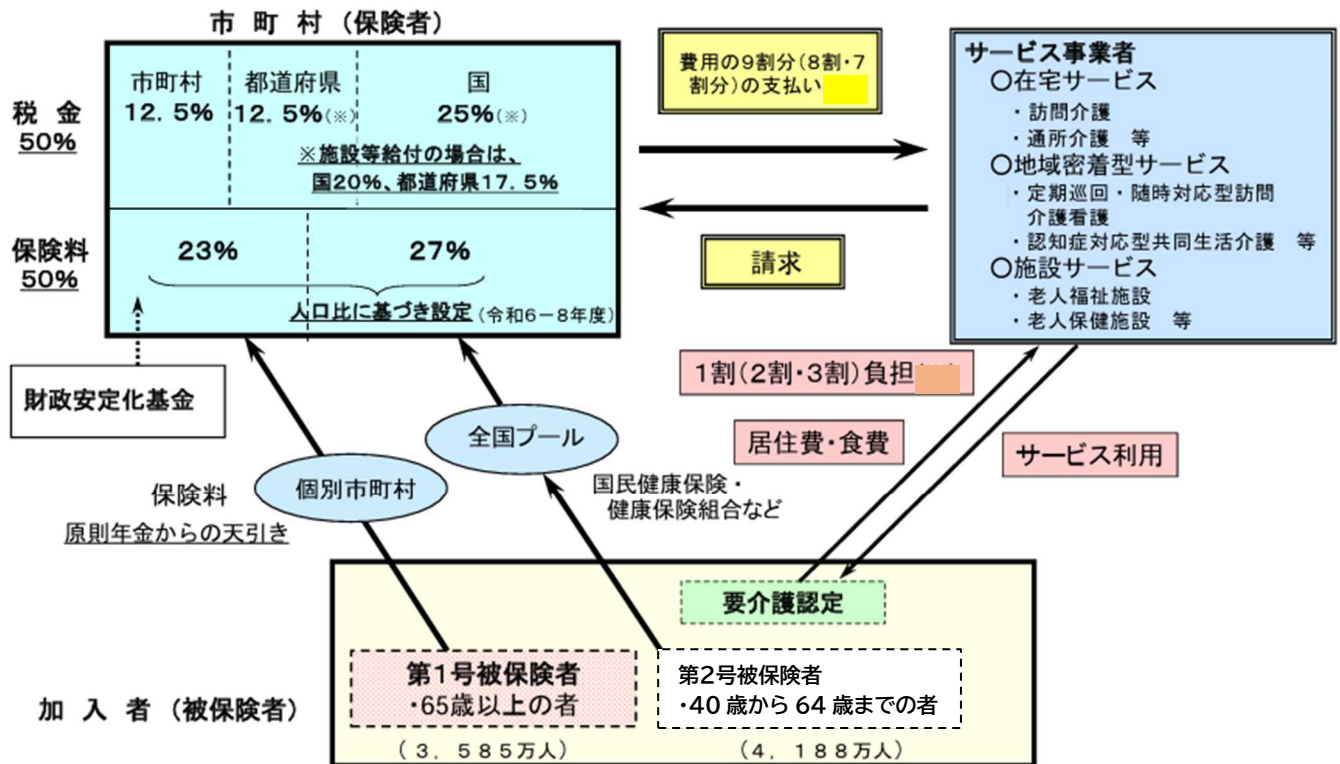 市 町 村 (保険者)
税 金
50%
市町村
12. 5%
都道府県
12. 5%(※)
国
25%(※)
※施設等給付の場合は、
国20%、都道府県17. 5%
保険料
50%
23%
27%
人口比に基づき設定 (令和6-8年度)
財政安定化基金
費用の9割分(8割・7
割分)の支払い
請求
サービス事業者
○在宅サービス
・訪問介護
・通所介護 等
○地域密着型サービス
・定期巡回・随時対応型訪問
介護看護
・認知症対応型共同生活介護 等
○施設サービス
・老人福祉施設
・老人保健施設 等
1割(2割・3割)負担
居住費・食費
サービス利用
全国プール
個別市町村
国民健康保険・
健康保険組合など
保険料
原則年金からの天引き
要介護認定
第1号被保険者
・65歳以上の者
第2号被保険者
・40 歳から 64 歳までの者
加 入 者 (被保険者)
(3, 585万人)
(4, 188万人)